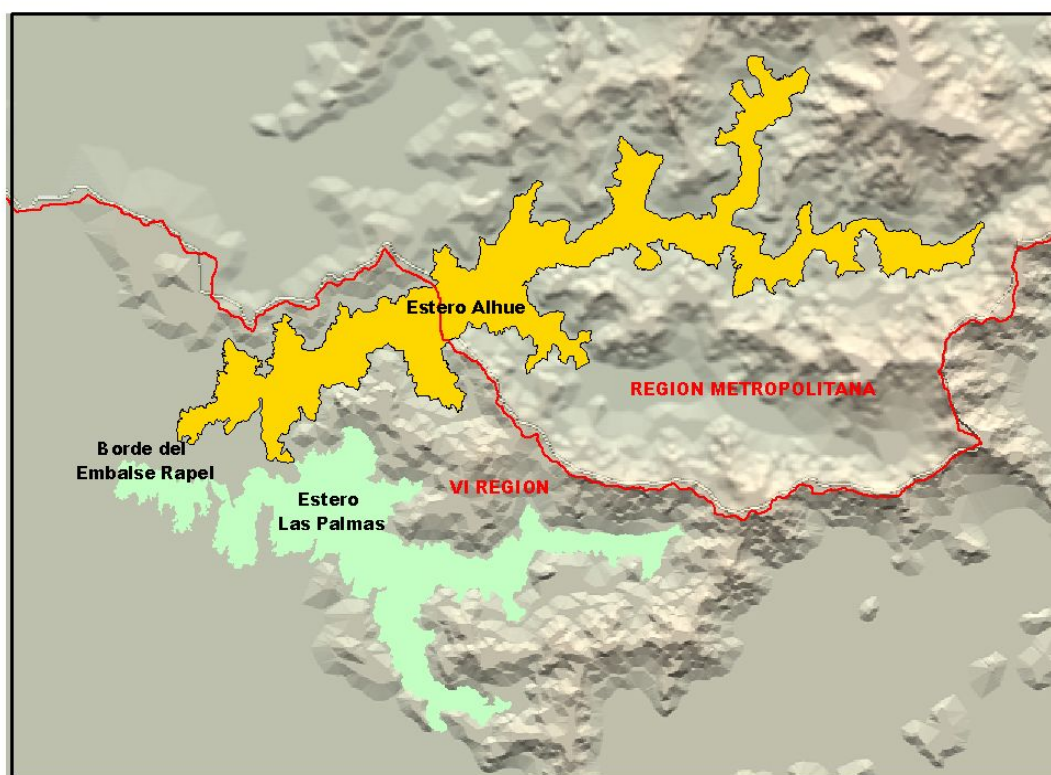 Estero Alhue
REGION METROPOLITANA
Borde del
Embalse Rapel
VI REGION
Estero
Las Palmas